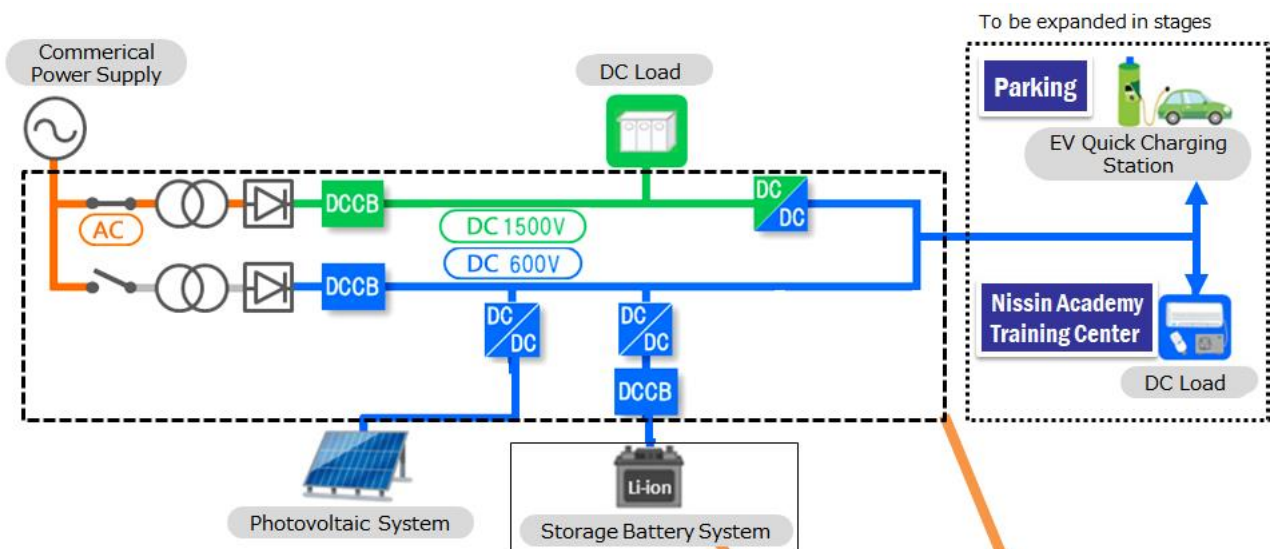 To be expanded in stages
Commerical
Power Supply
DC Load
Parking
EV Quick Charging
Station
AC
DCCB
DC 1500V
DC
DC
DC 600V
DCCB
DC
DC
DC
DC
DCCB
Nissin Academy
Training Center
DC Load
Li-ion
Photovoltaic System
Storage Battery System